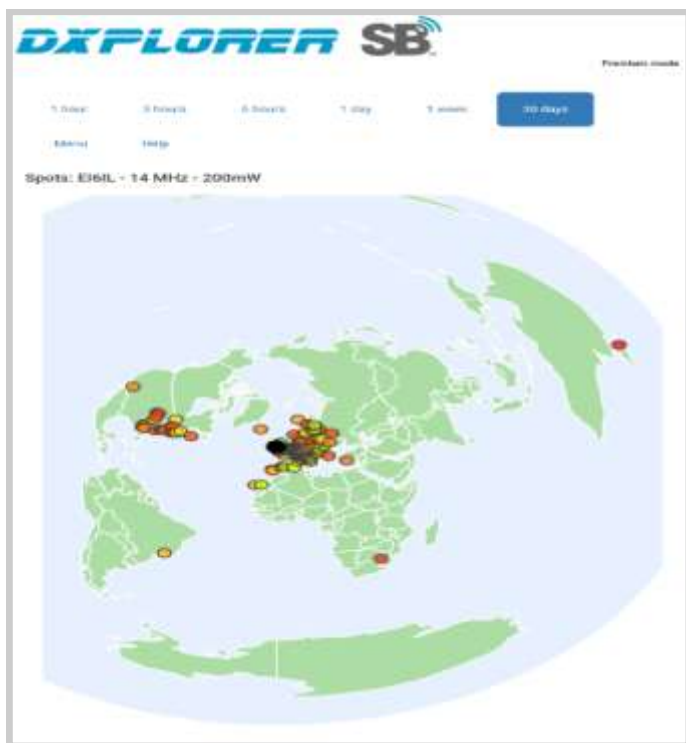 DXPLORER SB
Premium mode
1 hour 3 hours 6 hours 1 day 1 week 30 days
Menu Help
Spots: EI6IL - 14 MHz - 200mW